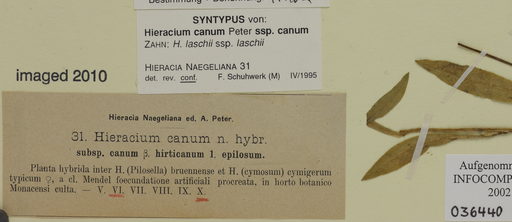 SYNTYPUS von:
Hieracium canum Peter ssp. canum
ZAHN: H. laschii ssp. laschii
HIERACIA NAEGELIANA 31
det. rev. conf. F. Schuhwerk (M) IV/1995
imaged 2010
Hieracia Naegeliana ed. A. Peter.
31. Hieracium canum n. hybr.
subsp. canum β. hirticanum 1. epilosum.
Planta hybrida inter H. (Pilosella) bruennense et H. (cymosum) cymigerum
typicum ♀, a cl. Mendel foecundatione artificiali procreata, in horto botanico
Monacensi culta. — V. VI. VII. VIII. IX. X.
Aufgenomm
INFOCOMP
2002
036440